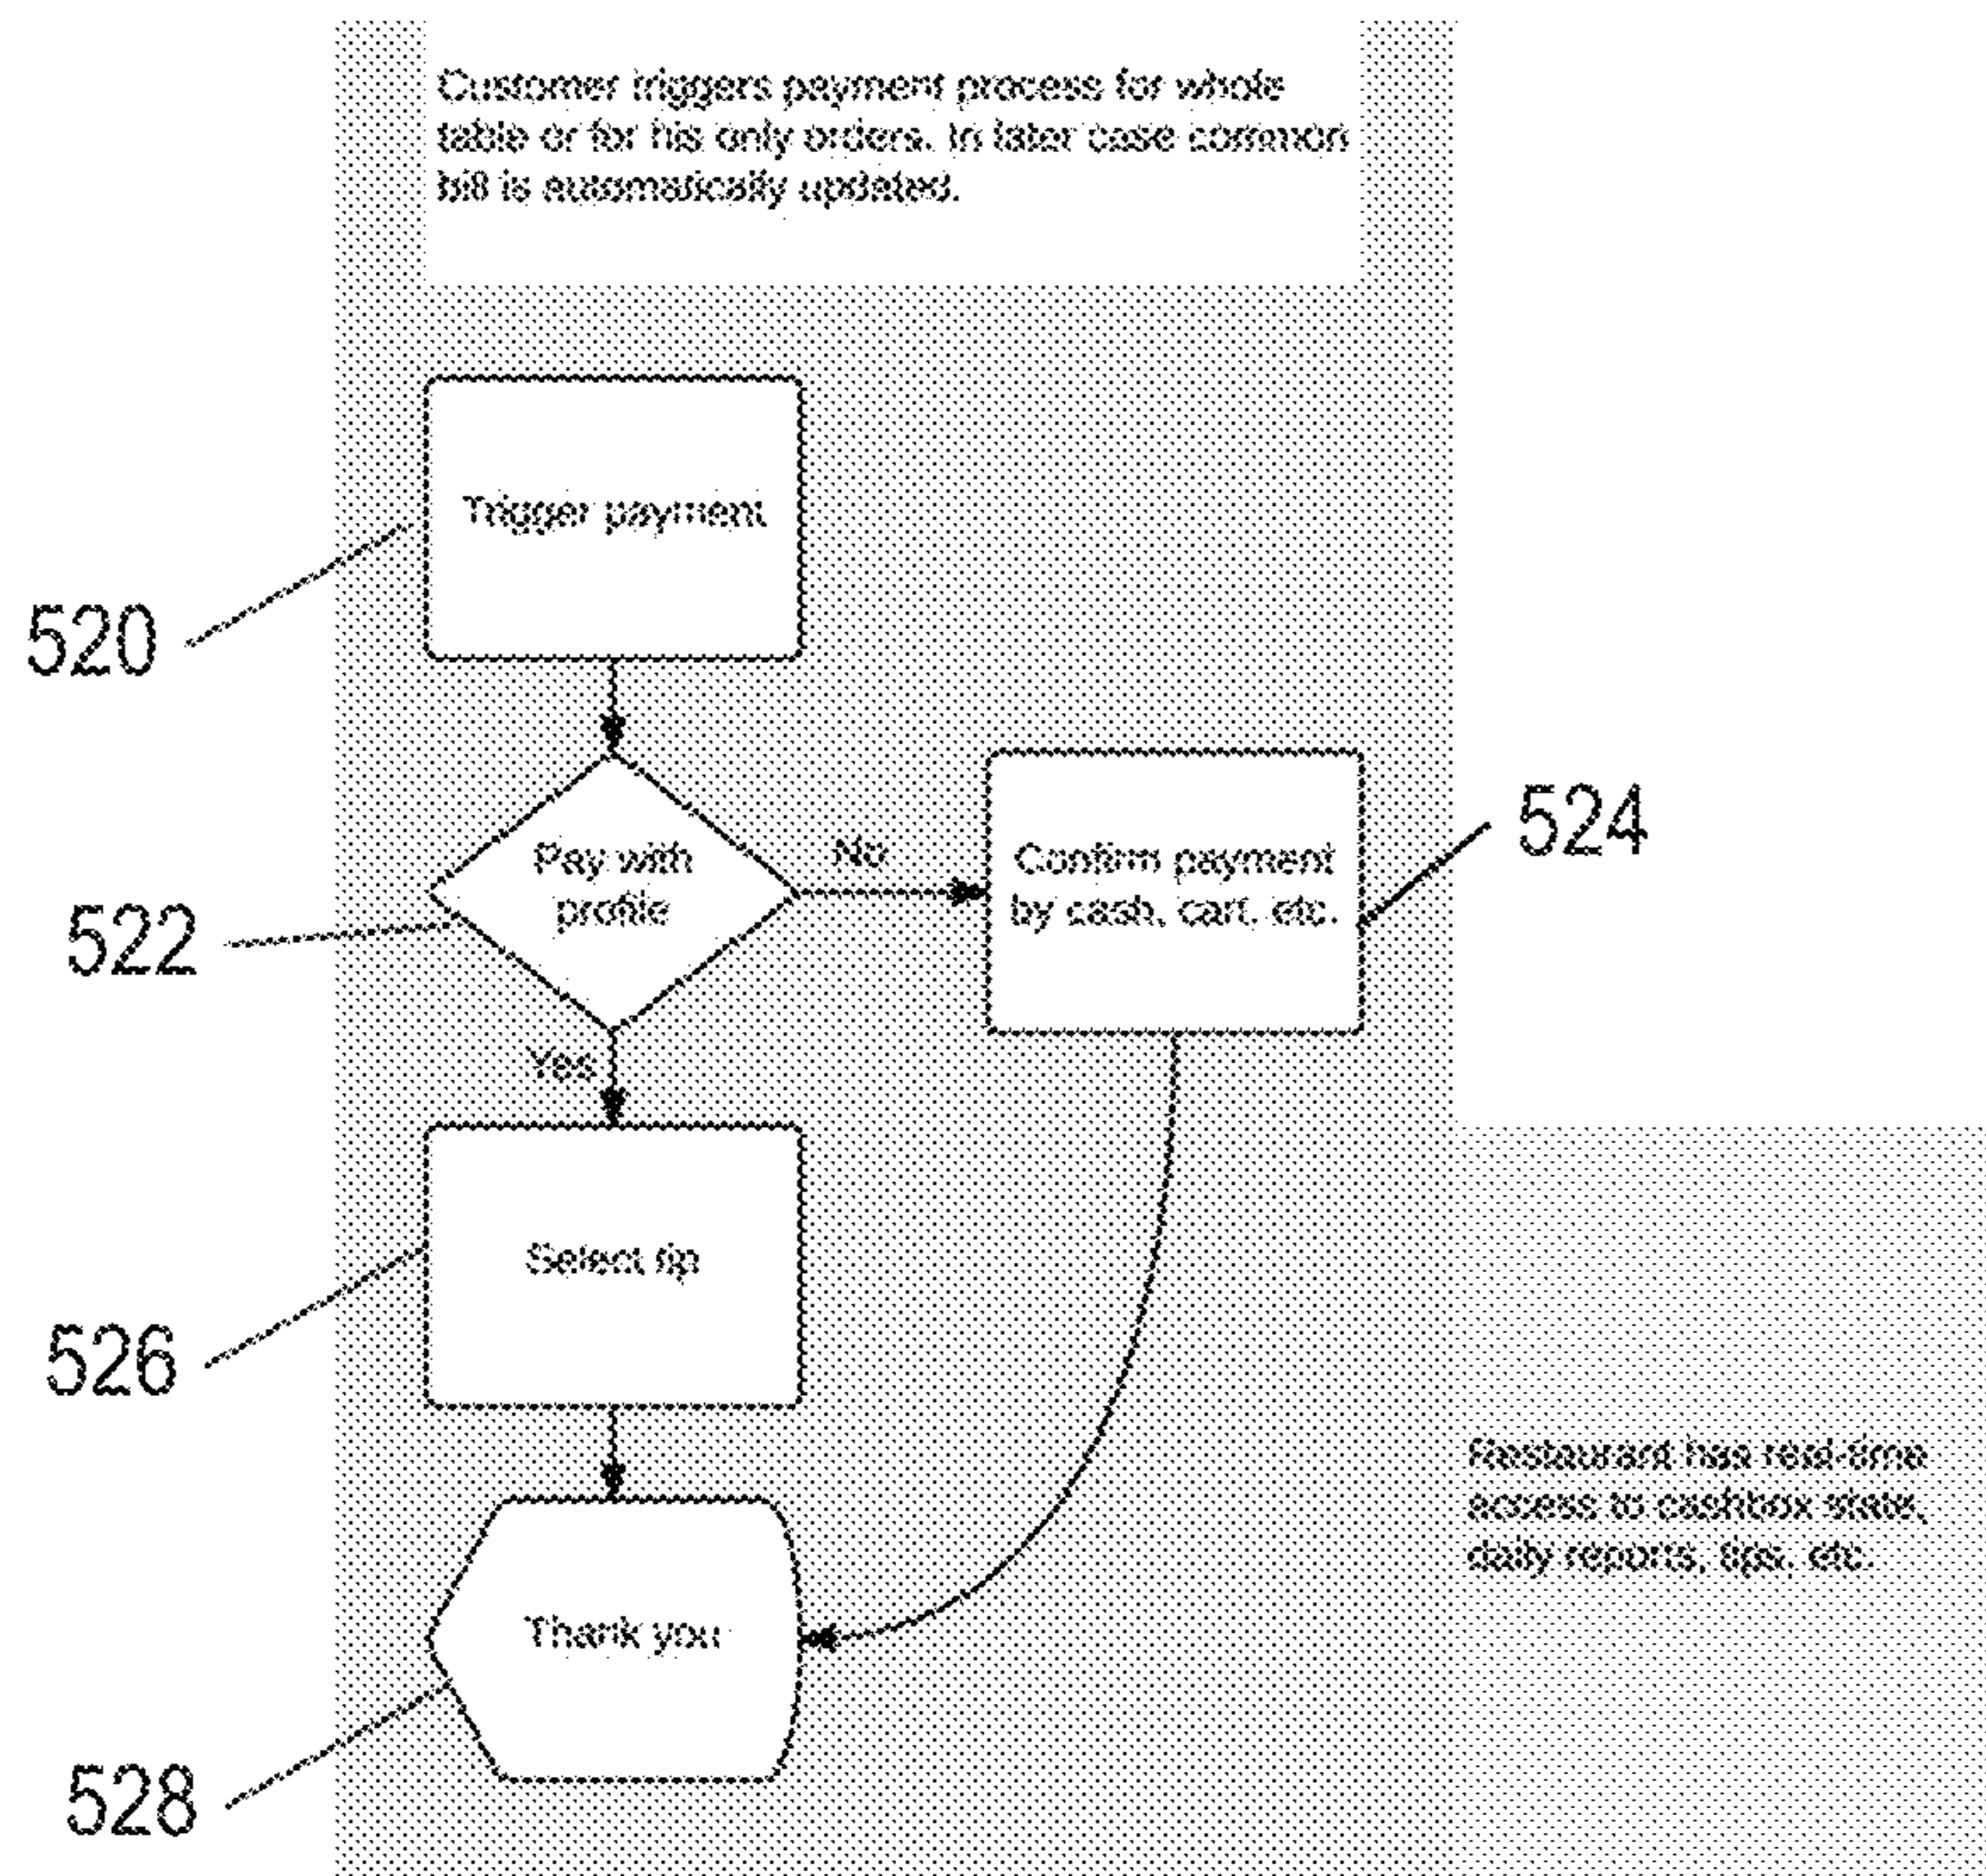 Customer triggers payment process for whole
table or for his only orders. In later case common
bill is automatically updated.
Trigger payment
520
Pay with
profile
No
Confirm payment
by cash, cart, etc.
524
522
Yes
Select tip
526
Restaurant has real-time
access to cashbox state,
daily reports, tips. etc.
Thank you
528